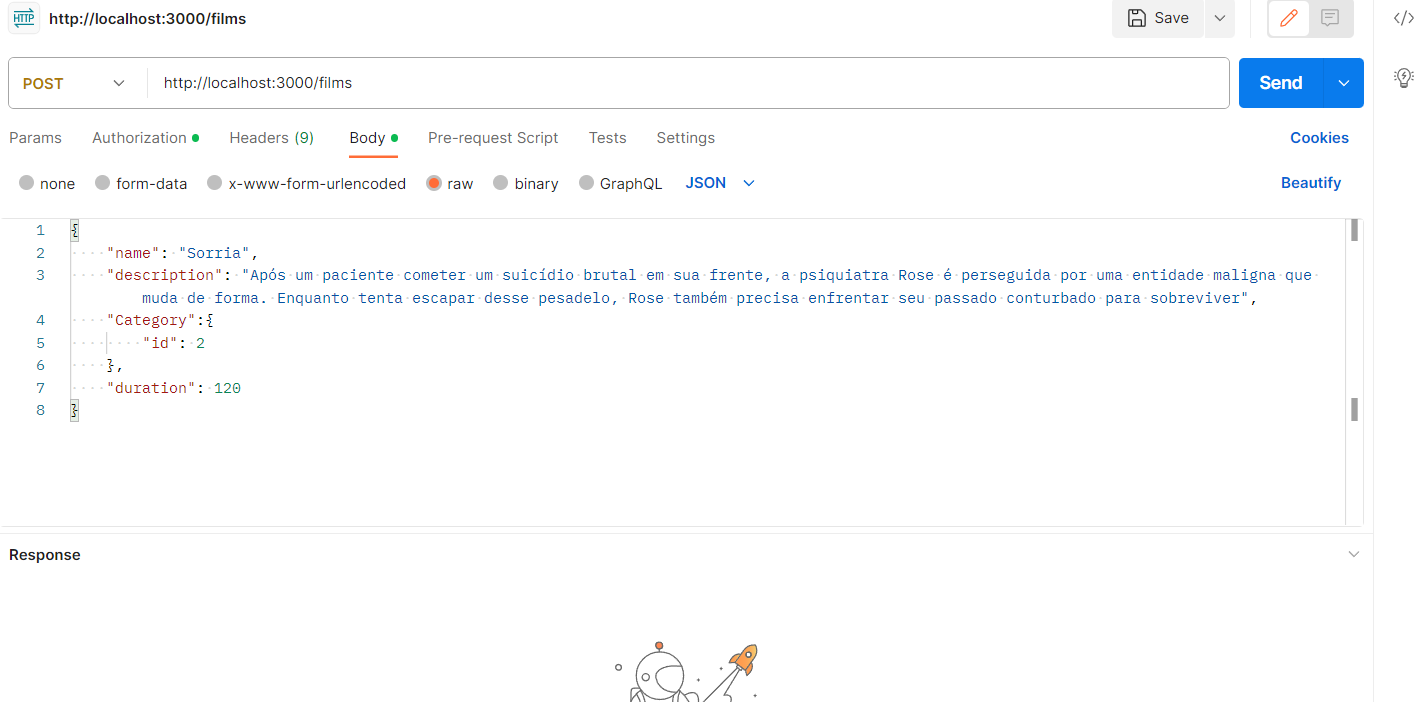 HTTP http://localhost:3000/films Save </>
POST http://localhost:3000/films Send
Params Authorization Headers (9) Body Pre-request Script Tests Settings Cookies
none form-data x-www-form-urlencoded raw binary GraphQL JSON Beautify
1 {
2 "name": "Sorria",
3 "description": "Após um paciente cometer um suicídio brutal em sua frente, a psiquiatra Rose é perseguida por uma entidade maligna que
muda de forma. Enquanto tenta escapar desse pesadelo, Rose também precisa enfrentar seu passado conturbado para sobreviver",
4 "Category":{
5 "id": 2
6 },
7 "duration": 120
8 }
Response